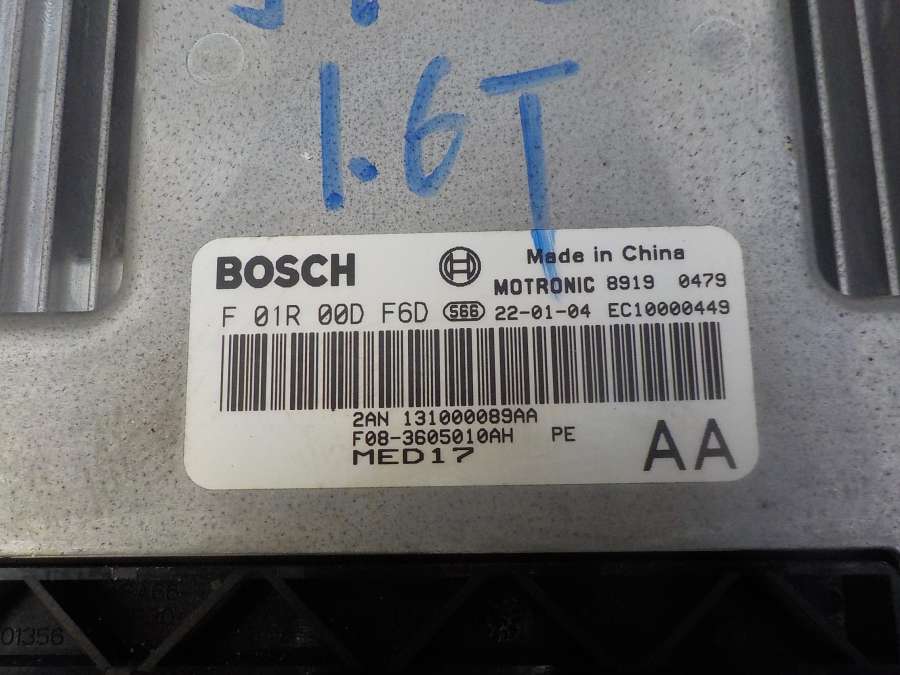 1.6T
BOSCH
Made in China
MOTRONIC 8919 0479
F 01R 00D F6D S66 22-01-04 EC10000449
2AN 131000089AA
F08-3605010AH PE
MED17
AA
01356